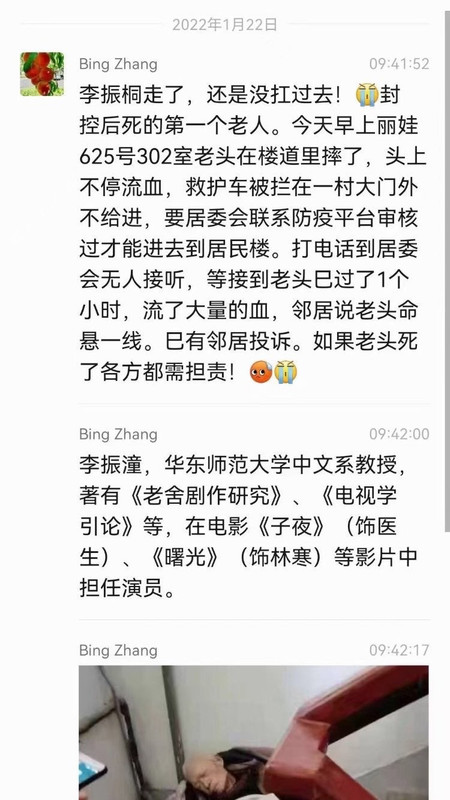 2022年1月22日
Bing Zhang
09:41:52
李振桐走了，还是没扛过去！😭封
控后死的第一个老人。今天早上丽娃
625号302室老头在楼道里摔了，头上
不停流血，救护车被拦在一村大门外
不给进，要居委会联系防疫平台审核
过才能进去到居民楼。打电话到居委
会无人接听，等接到老头巳过了1个
小时，流了大量的血，邻居说老头命
悬一线。巳有邻居投诉。如果老头死
了各方都需担责！🥵😭
Bing Zhang
09:42:00
李振潼，华东师范大学中文系教授，
著有《老舍剧作研究》、《电视学
引论》等，在电影《子夜》（饰医
生）、《曙光》（饰林寒）等影片中
担任演员。
Bing Zhang
09:42:17